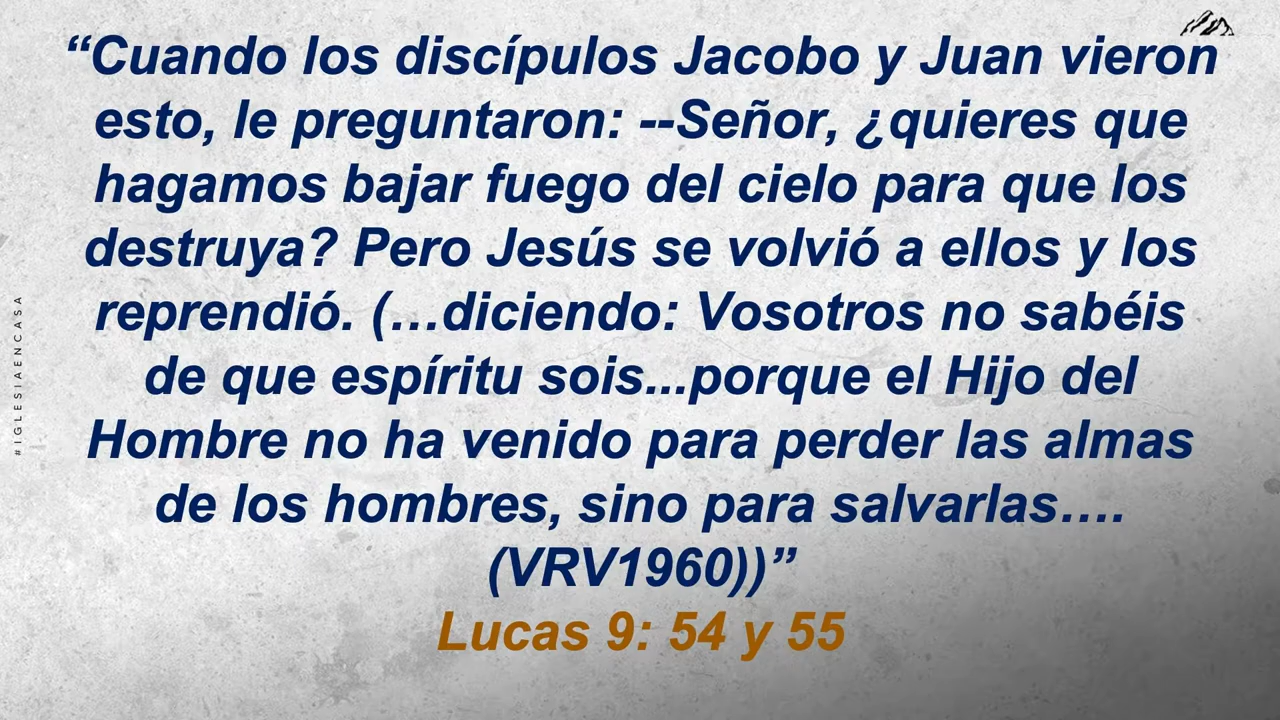 “Cuando los discípulos Jacobo y Juan vieron
esto, le preguntaron: --Señor, ¿quieres que
hagamos bajar fuego del cielo para que los
destruya? Pero Jesús se volvió a ellos y los
reprendió. (…diciendo: Vosotros no sabéis
de que espíritu sois...porque el Hijo del
Hombre no ha venido para perder las almas
de los hombres, sino para salvarlas….
(VRV1960))”
Lucas 9: 54 y 55
#IGLESIAENCASA